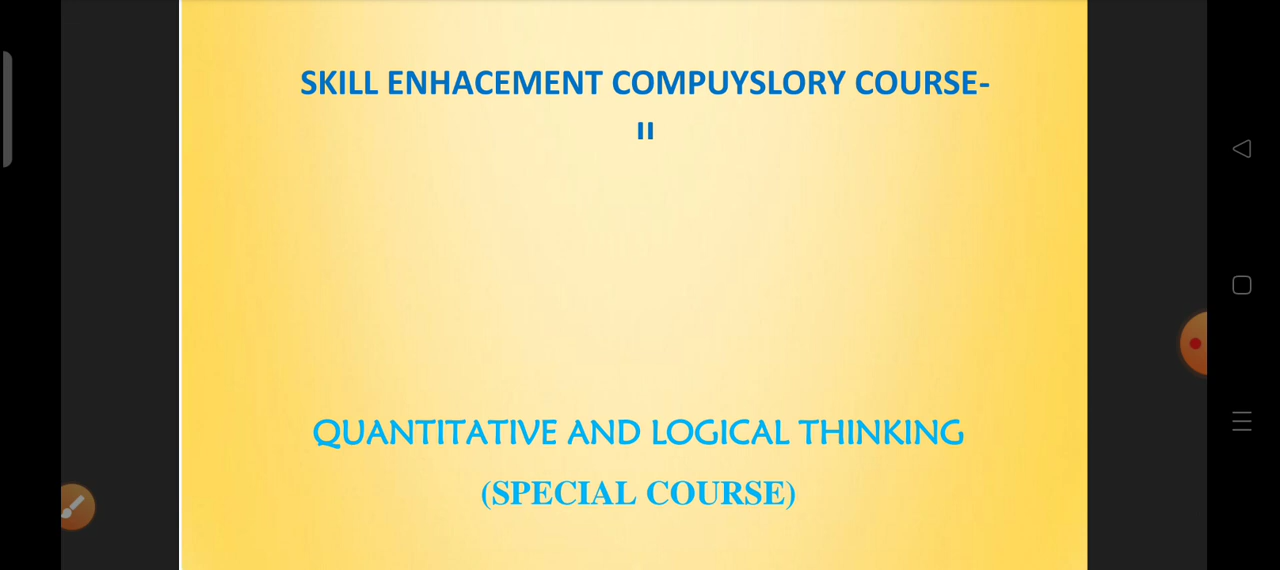 SKILL ENHACEMENT COMPUYSLORY COURSE-
II
QUANTITATIVE AND LOGICAL THINKING
(SPECIAL COURSE)